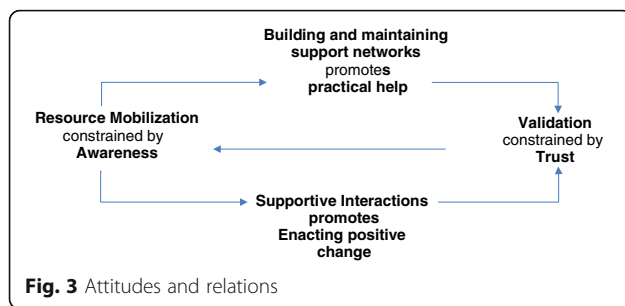 Building and maintaining
support networks
promotes
practical help
Resource Mobilization
constrained by
Awareness
Validation
constrained by
Trust
Supportive Interactions
promotes
Enacting positive
change
Fig. 3 Attitudes and relations